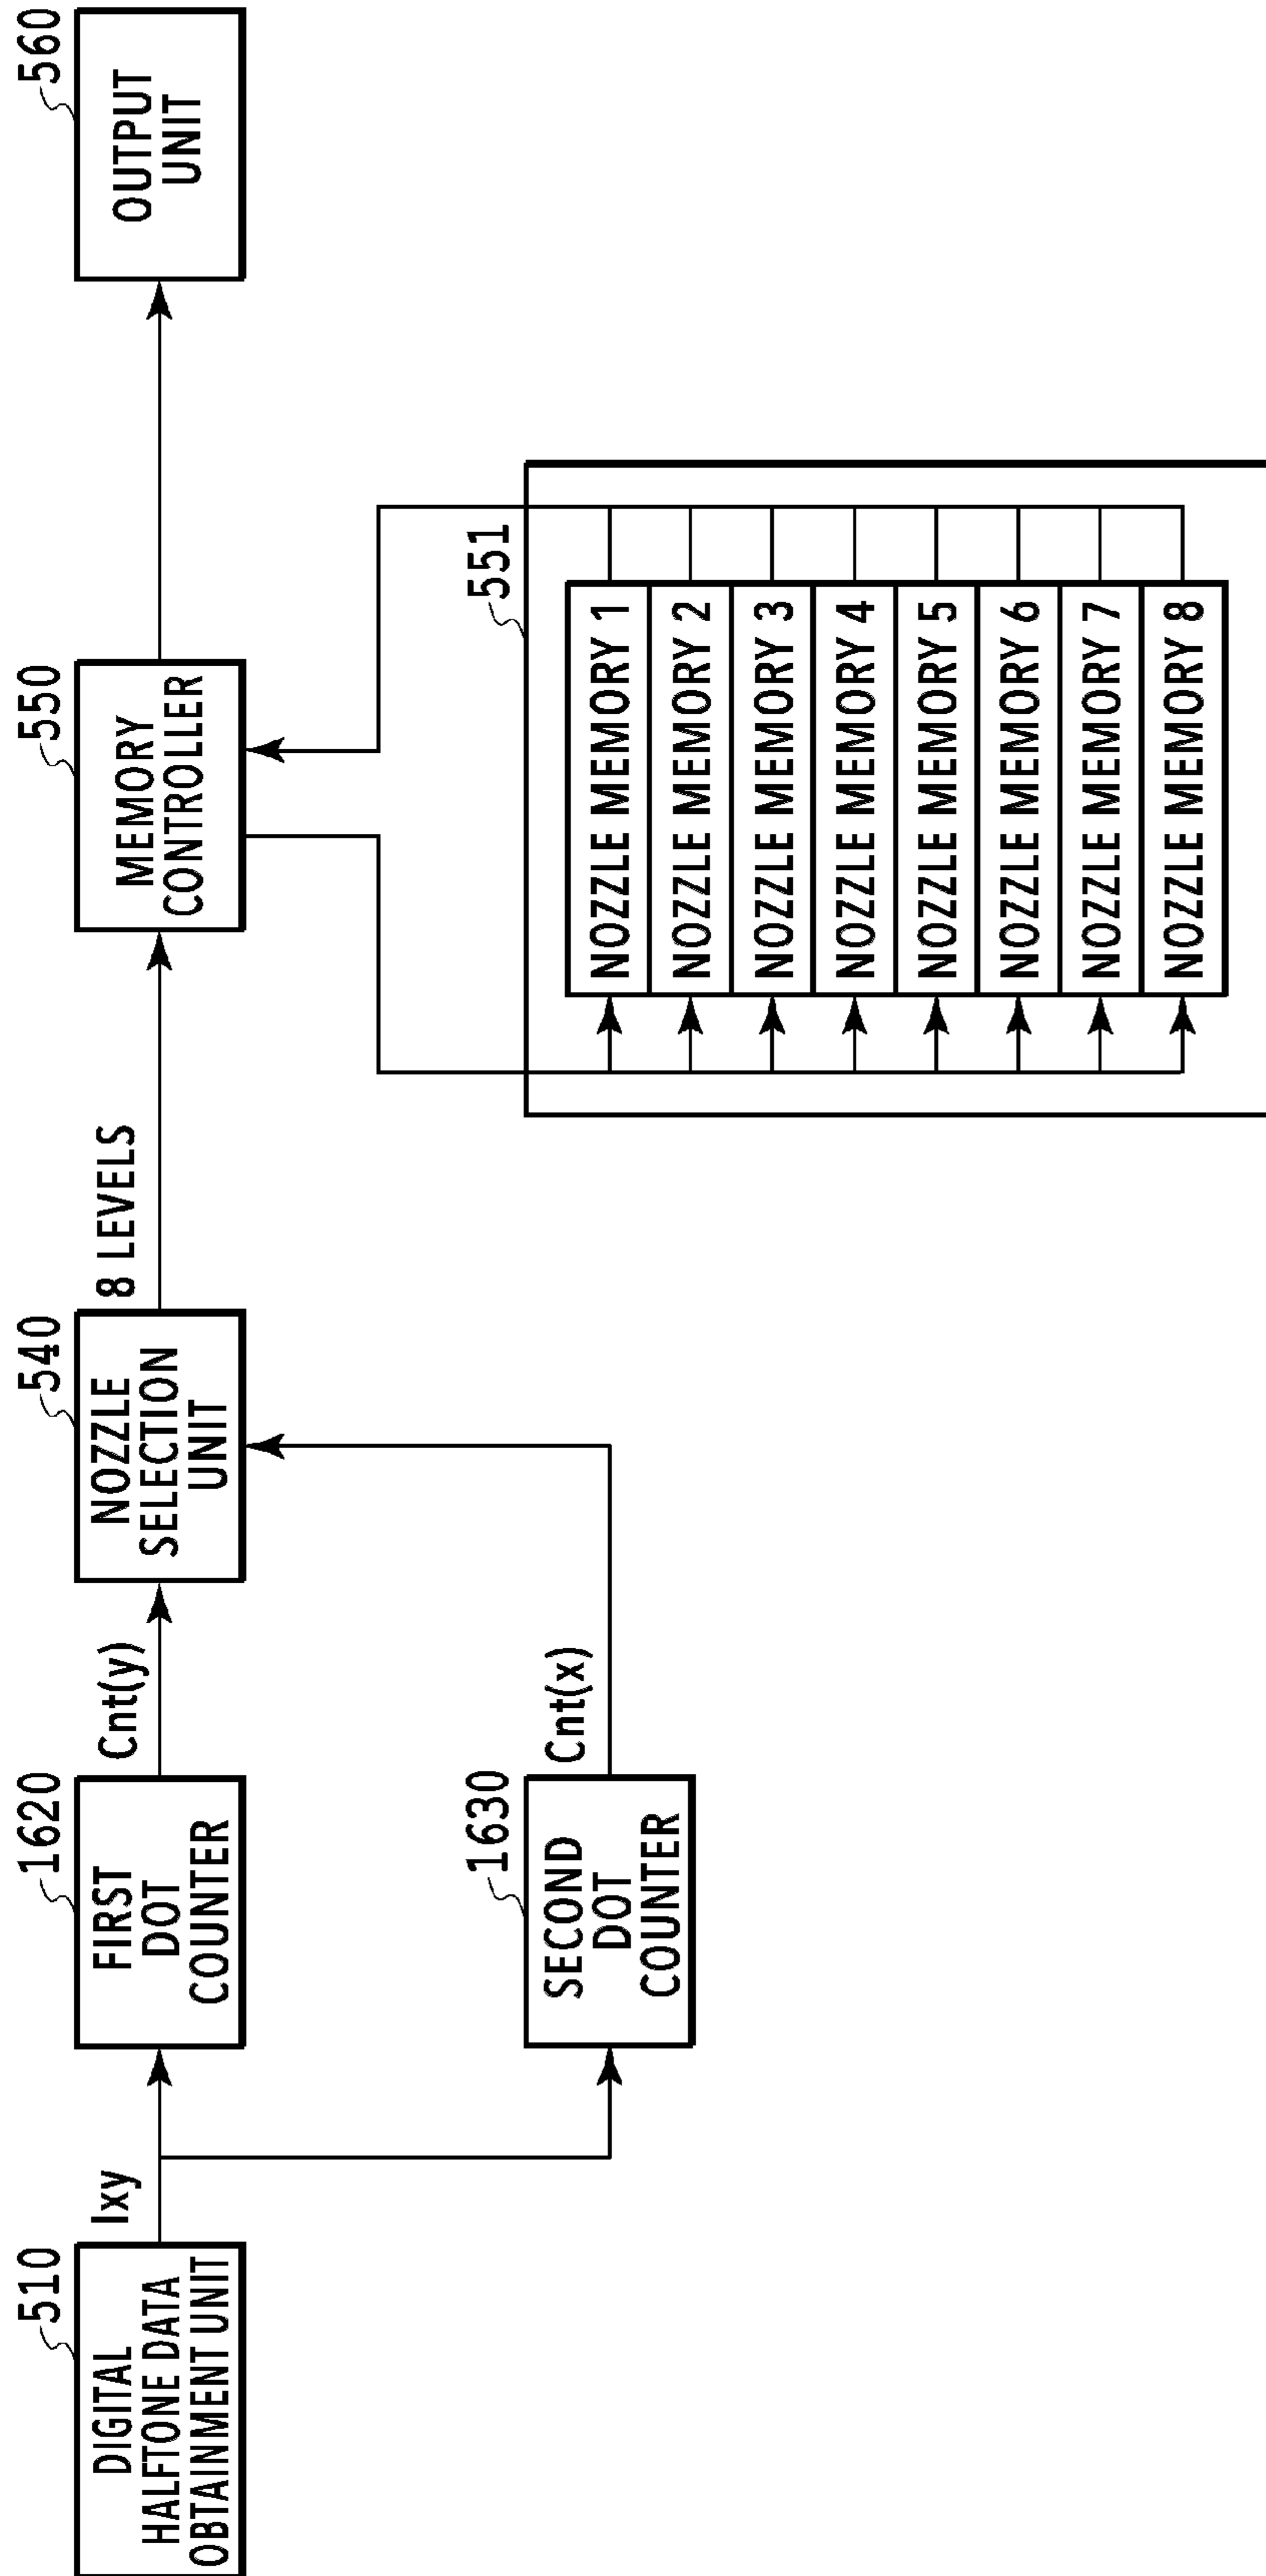 510
DIGITAL
HALFTONE DATA
OBTAINMENT UNIT
Ixy
1620
FIRST
DOT
COUNTER
Cnt(y)
1630
SECOND
DOT
COUNTER
Cnt(x)
540
NOZZLE
SELECTION
UNIT
8 LEVELS
550
MEMORY
CONTROLLER
551
NOZZLE MEMORY 1
NOZZLE MEMORY 2
NOZZLE MEMORY 3
NOZZLE MEMORY 4
NOZZLE MEMORY 5
NOZZLE MEMORY 6
NOZZLE MEMORY 7
NOZZLE MEMORY 8
560
OUTPUT
UNIT